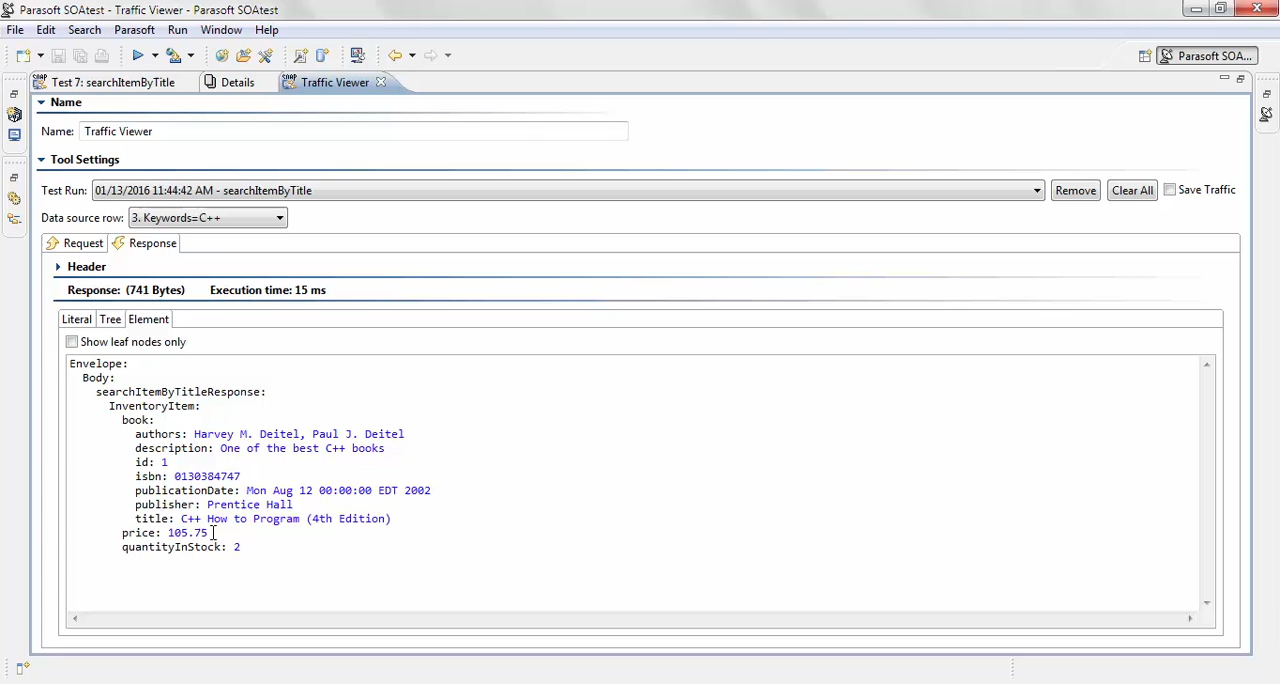 Parasoft SOAtest - Traffic Viewer - Parasoft SOAtest
File Edit Search Parasoft Run Window Help
Parasoft SOA...
Test 7: searchItemByTitle Details Traffic Viewer
Name
Name: Traffic Viewer
Tool Settings
Test Run: 01/13/2016 11:44:42 AM - searchItemByTitle Remove Clear All Save Traffic
Data source row: 3. Keywords=C++
Request Response
Header
Response: (741 Bytes) Execution time: 15 ms
Literal Tree Element
Show leaf nodes only
Envelope:
Body:
searchItemByTitleResponse:
InventoryItem:
book:
authors: Harvey M. Deitel, Paul J. Deitel
description: One of the best C++ books
id: 1
isbn: 0130384747
publicationDate: Mon Aug 12 00:00:00 EDT 2002
publisher: Prentice Hall
title: C++ How to Program (4th Edition)
price: 105.75
quantityInStock: 2